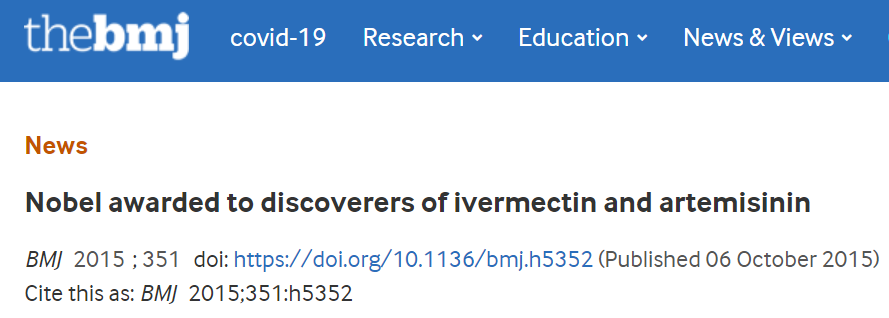 thebmj covid-19 Research Education News & Views
News
Nobel awarded to discoverers of ivermectin and artemisinin
BMJ 2015 ; 351 doi: https://doi.org/10.1136/bmj.h5352 (Published 06 October 2015)
Cite this as: BMJ 2015;351:h5352